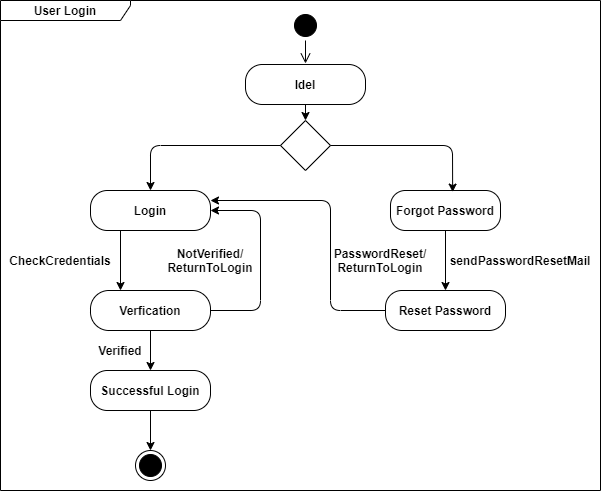 User Login
Idel
Login
Forgot Password
CheckCredentials
NotVerified/
ReturnToLogin
PasswordReset/
ReturnToLogin
sendPasswordResetMail
Verfication
Reset Password
Verified
Successful Login